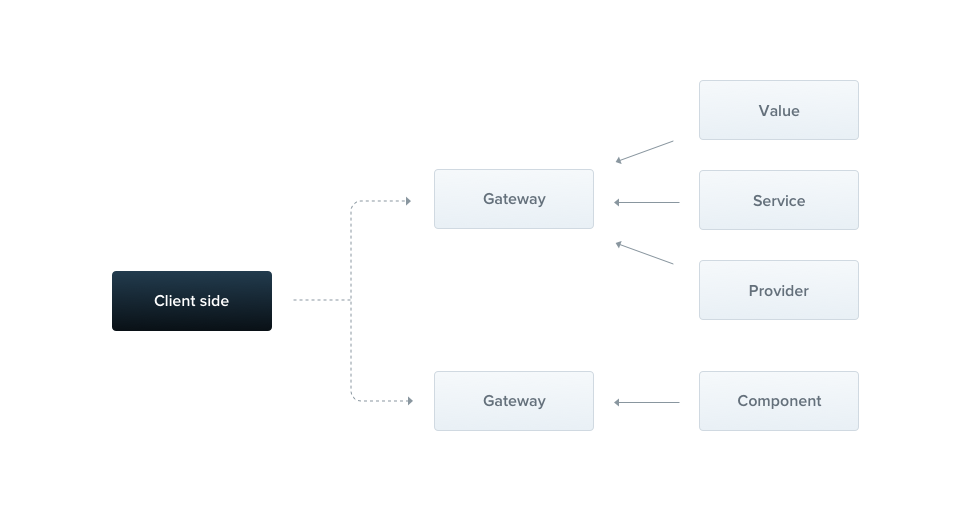 Value
Gateway
Service
Provider
Client side
Gateway
Component